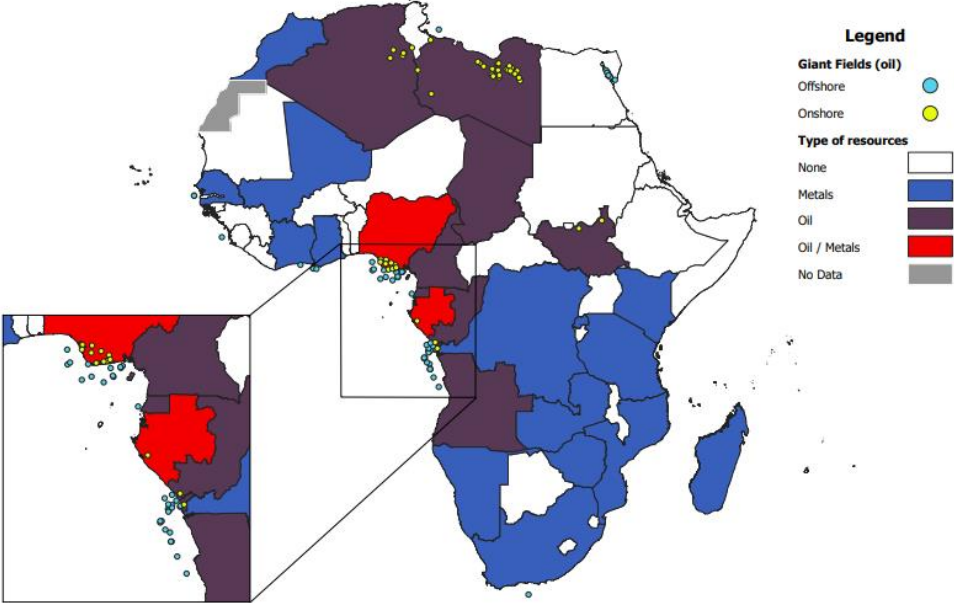 Legend
Giant Fields (oil)
Offshore
Onshore
Type of resources
None
Metals
Oil
Oil / Metals
No Data